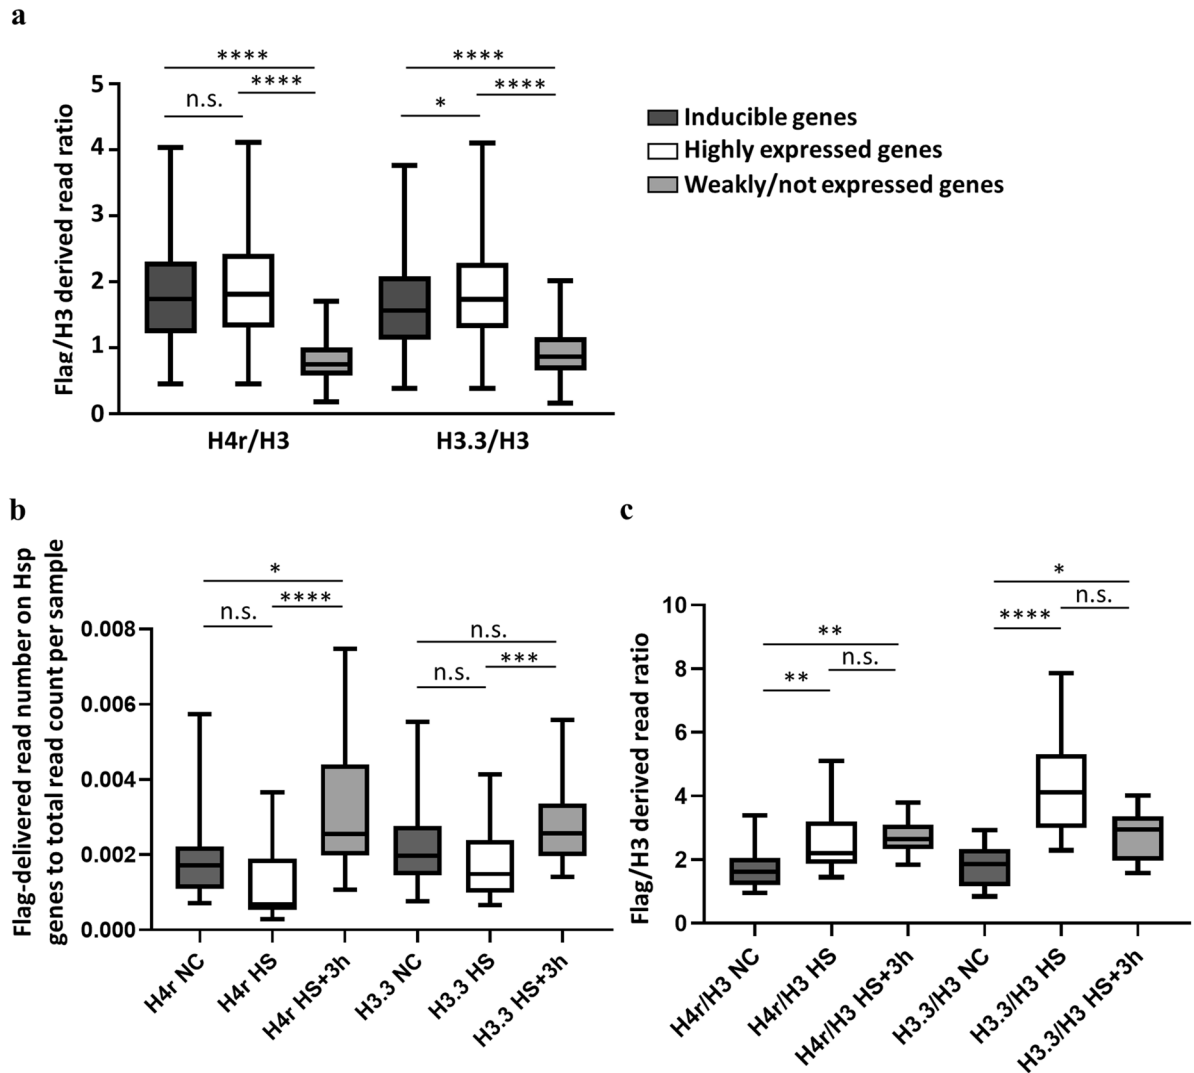 a
****
****
n.s.
****
****
*
Flag/H3 derived read ratio
5
4
3
2
1
0
H4r/H3
H3.3/H3
Inducible genes
Highly expressed genes
Weakly/not expressed genes
b
Flag-delivered read number on Hsp
genes to total read count per sample
*
****
n.s.
n.s.
***
n.s.
0.008
0.006
0.004
0.002
0.000
H4r NC
H4r HS
H4r HS+3h
H3.3 NC
H3.3 HS
H3.3 HS+3h
c
Flag/H3 derived read ratio
*
n.s.
****
**
n.s.
**
10
8
6
4
2
0
H4r/H3 NC
H4r/H3 HS
H4r/H3 HS+3h
H3.3/H3 NC
H3.3/H3 HS
H3.3/H3 HS+3h